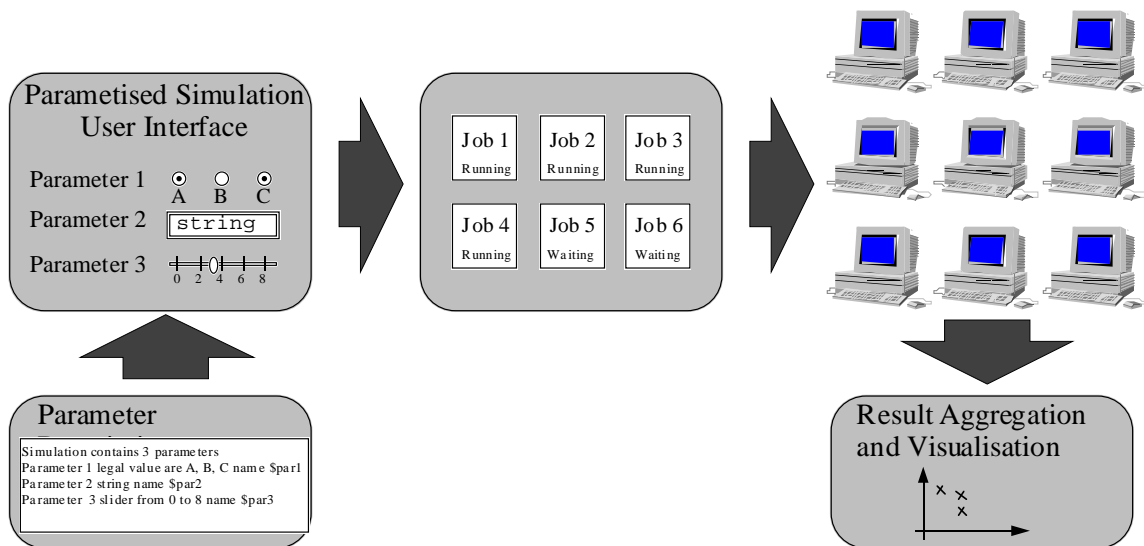 Parametised Simulation
User Interface
Parameter 1
A B C
Parameter 2 string
Parameter 3
0 2 4 6 8
Job 1
Running
Job 2
Running
Job 3
Running
Job 4
Running
Job 5
Waiting
Job 6
Waiting
Parameter
Simulation contains 3 parameters
Parameter 1 legal value are A, B, C name $par1
Parameter 2 string name $par2
Parameter 3 slider from 0 to 8 name $par3
Result Aggregation
and Visualisation